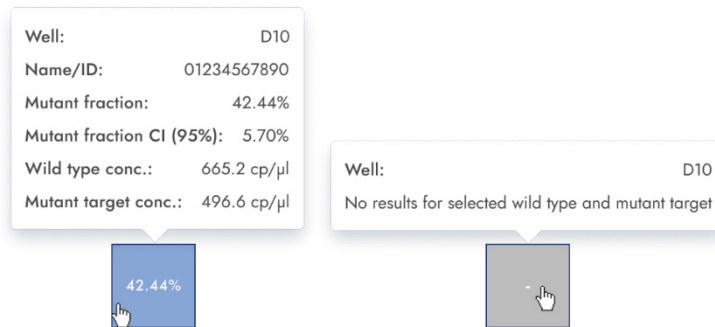 Well: D10
Name/ID: 01234567890
Mutant fraction: 42.44%
Mutant fraction CI (95%): 5.70%
Wild type conc.: 665.2 cp/µl
Mutant target conc.: 496.6 cp/µl
42.44%
Well: D10
No results for selected wild type and mutant target
-